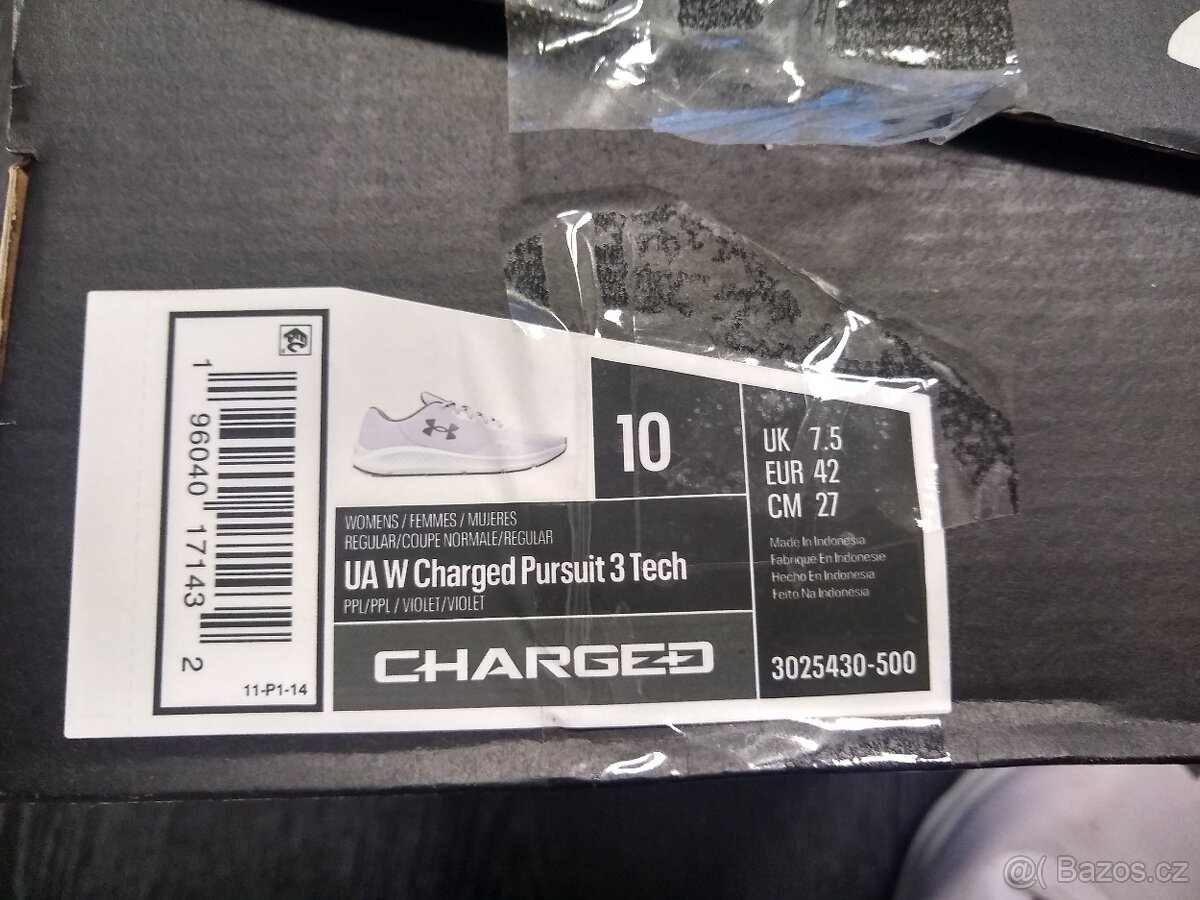 1 96040 17143 2
11-P1-14
10
UK 7.5
EUR 42
CM 27
WOMENS / FEMMES / MUJERES
REGULAR/COUPE NORMALE/REGULAR
UA W Charged Pursuit 3 Tech
PPL/PPL / VIOLET/VIOLET
Made In Indonesia
Fabriqué En Indonesie
Hecho En Indonesia
Feito Na Indonésia
CHARGED
3025430-500
@( Bazos.cz